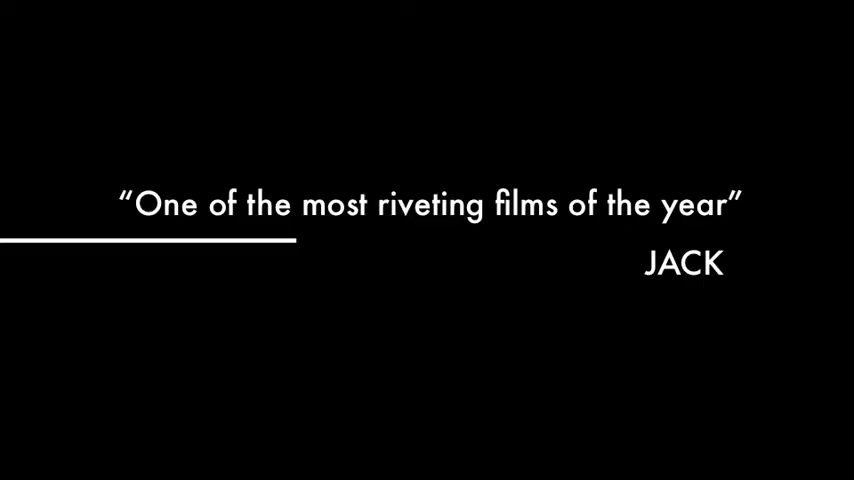 “One of the most riveting films of the year”
JACK